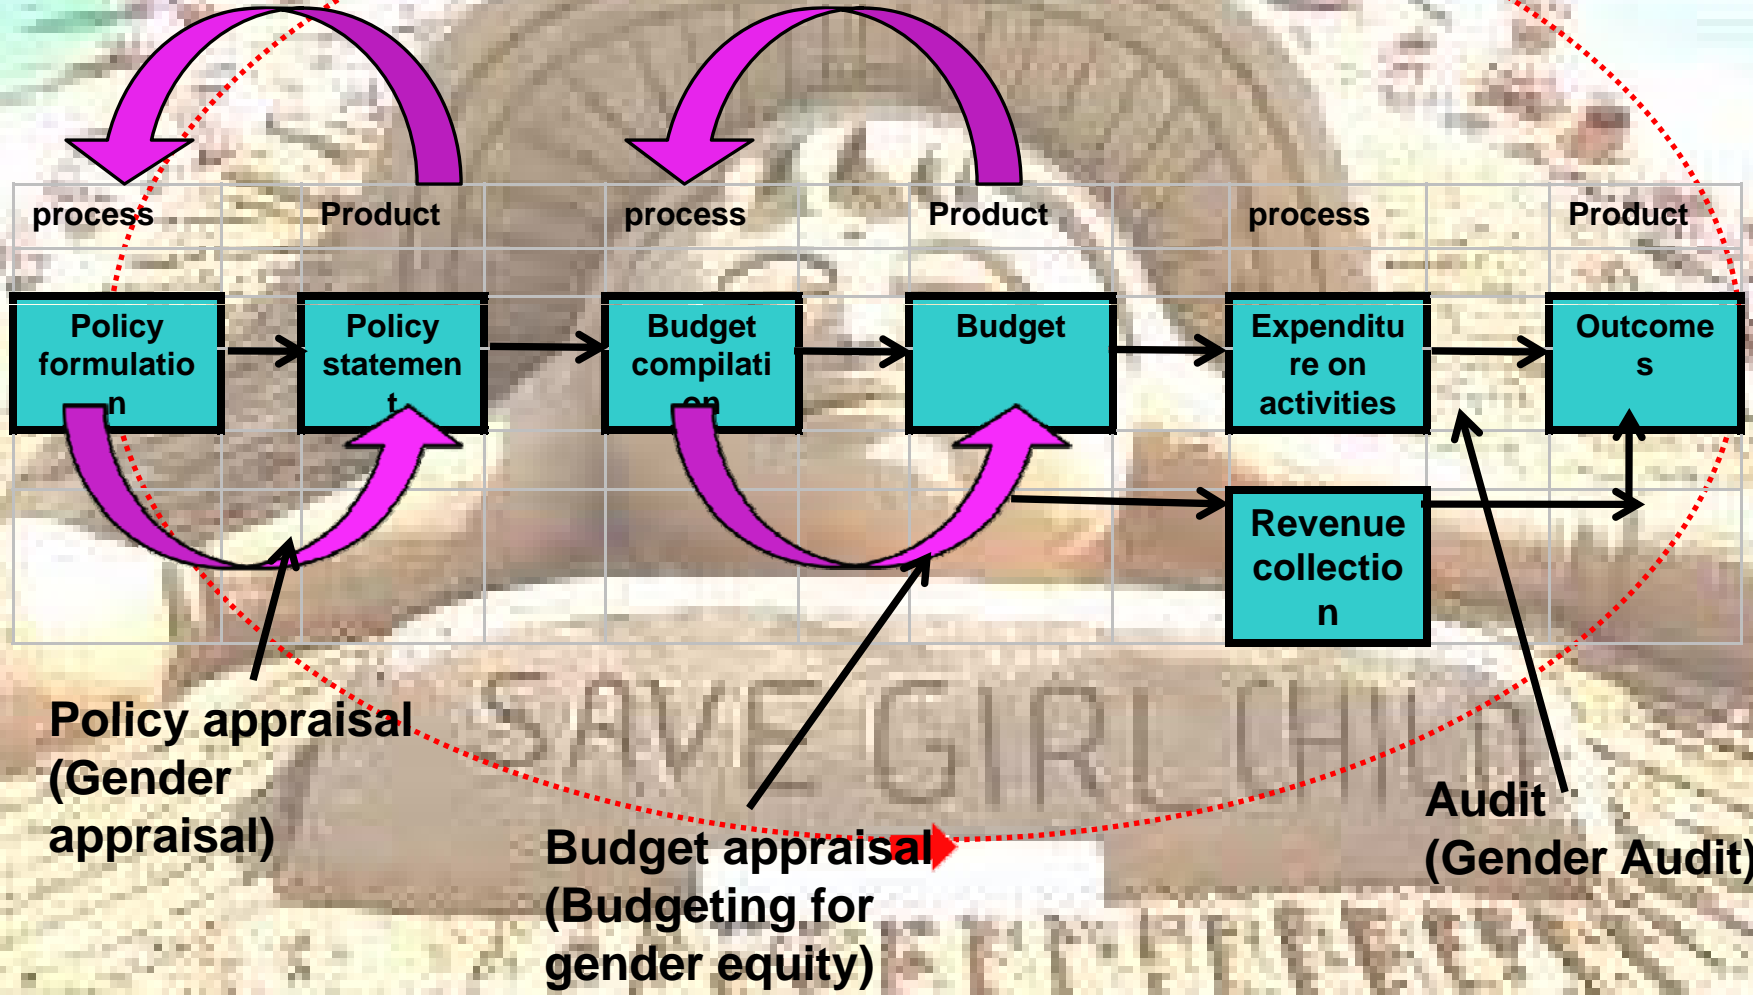 process
Product
process
Product
process
Product
Policy
formulatio
n
Policy
statemen
t
Budget
compilati
on
Budget
Expenditu
re on
activities
Outcome
s
Revenue
collectio
n
SAVE GIRL CHILD
Policy appraisal
(Gender
appraisal)
Budget appraisal
(Budgeting for
gender equity)
Audit
(Gender Audit)